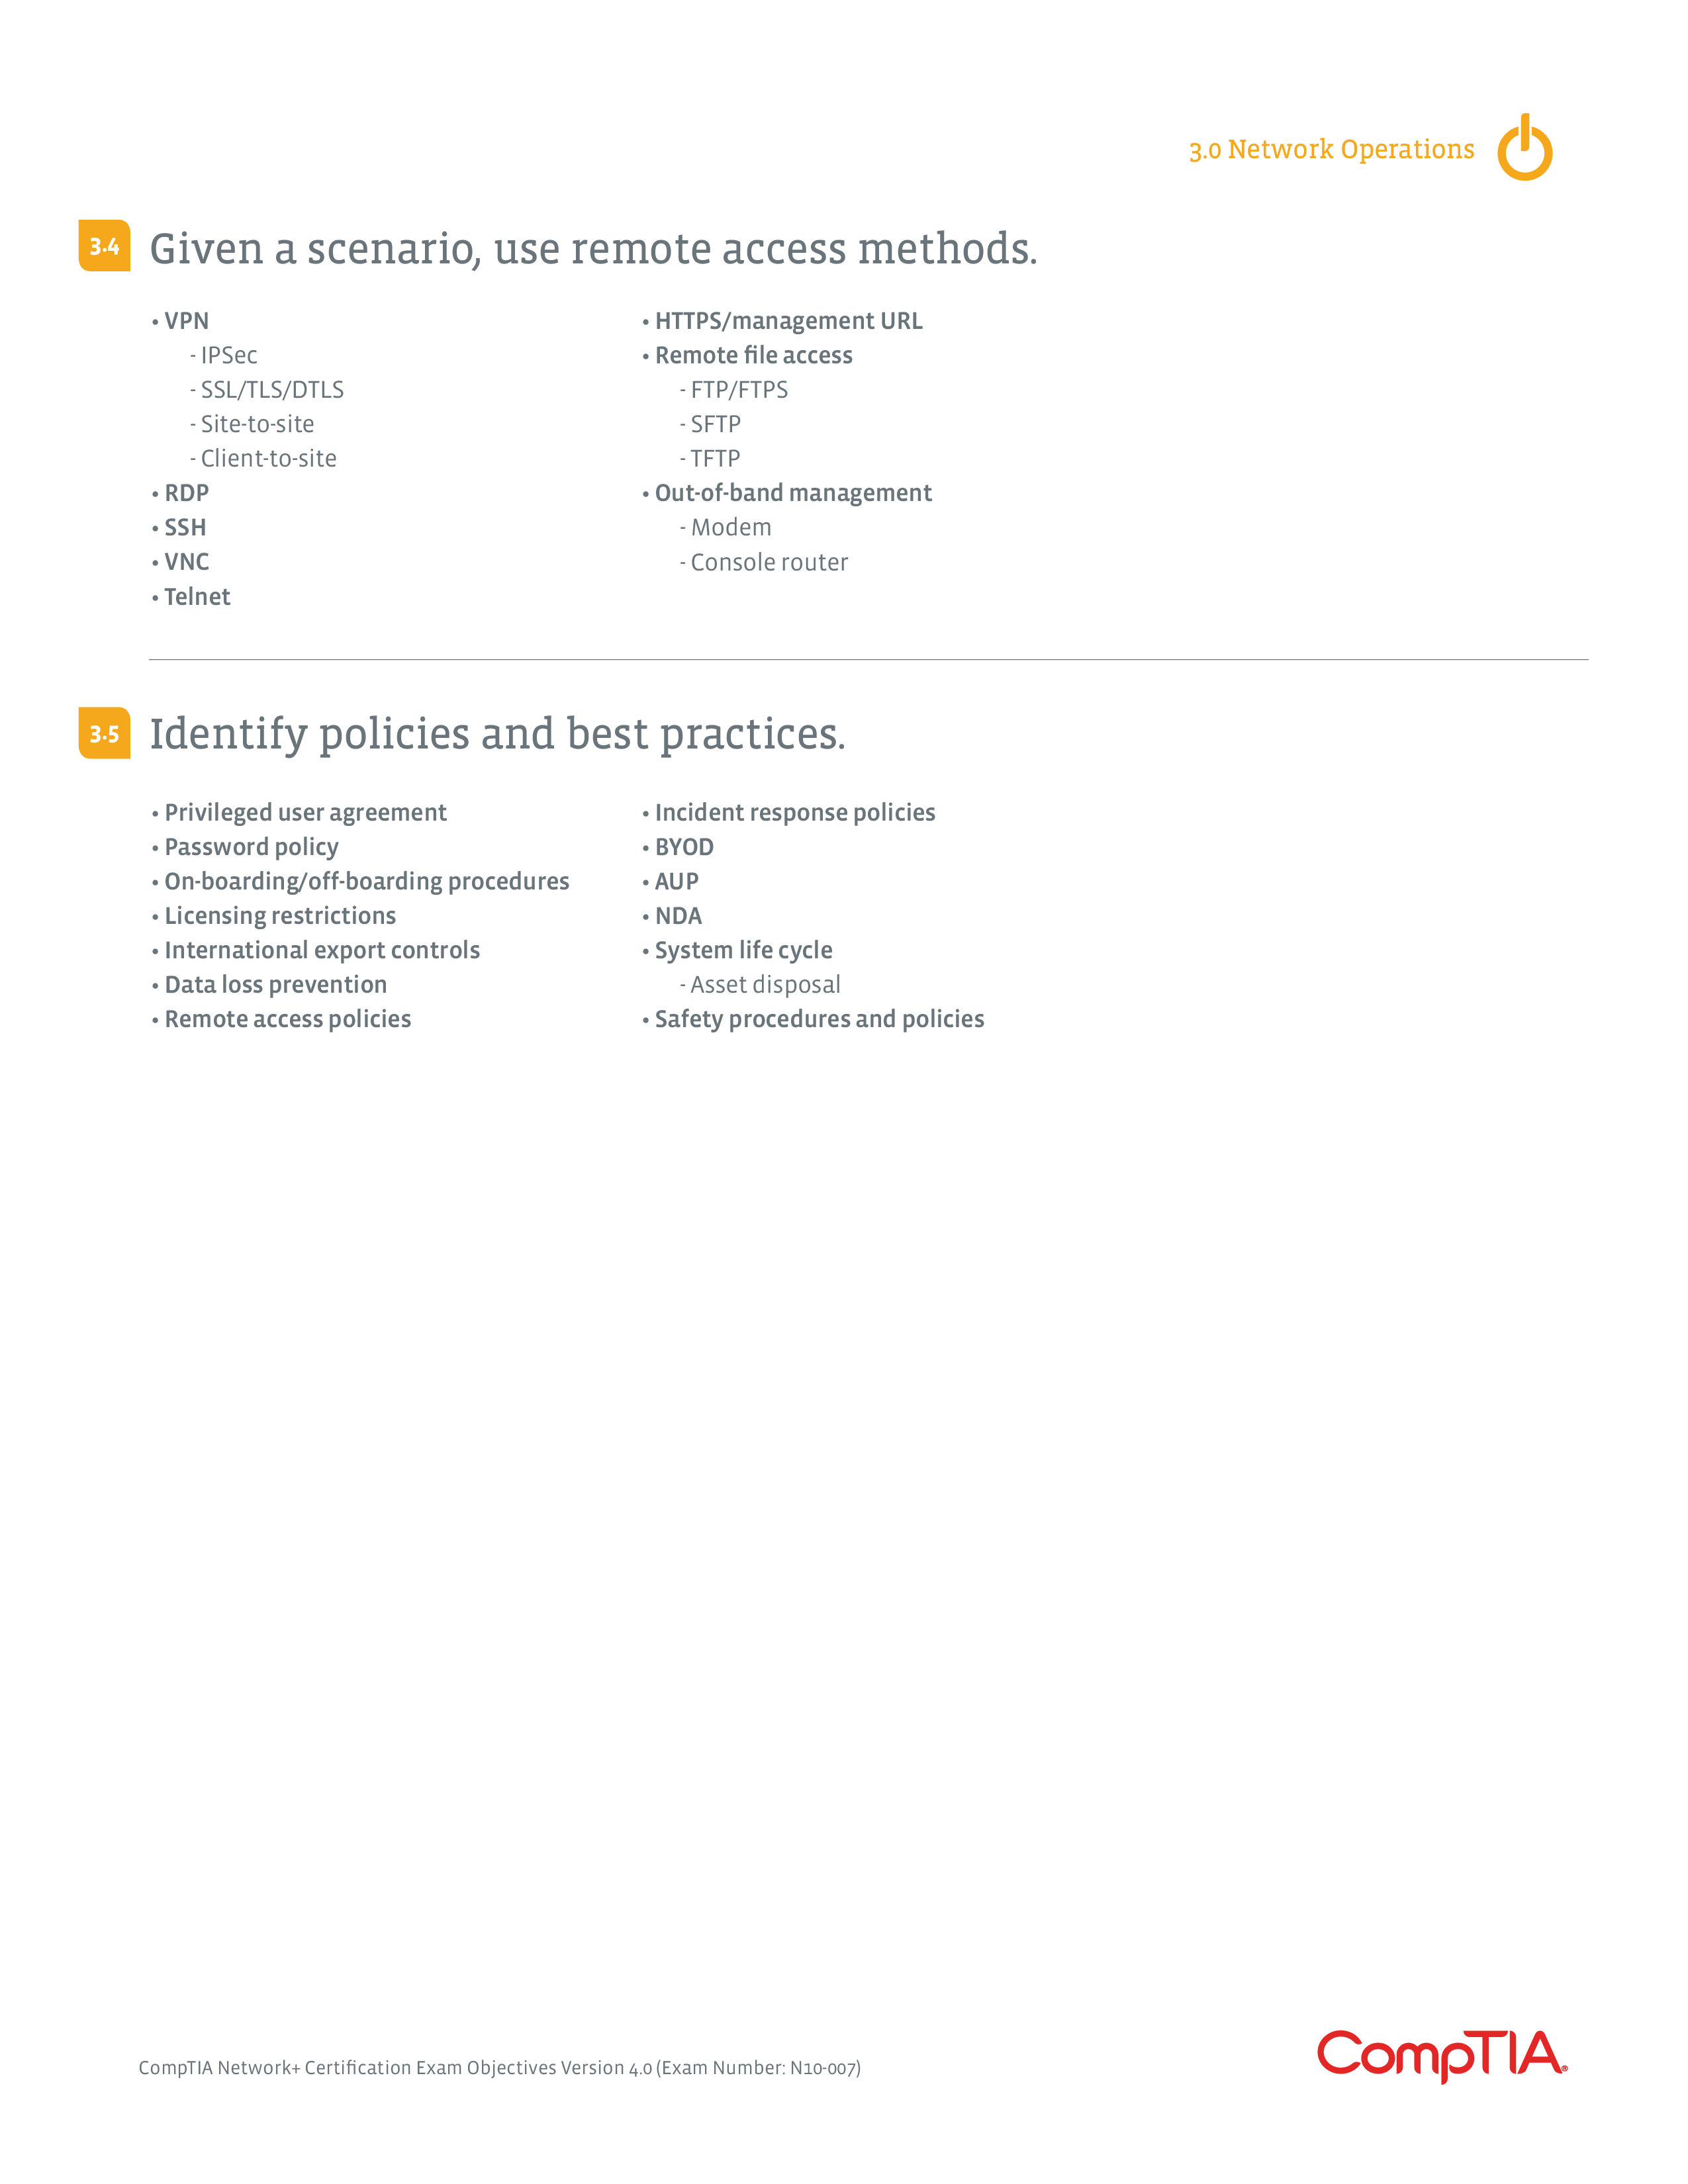 3.0 Network Operations
3.4 Given a scenario, use remote access methods.
• VPN
- IPSec
- SSL/TLS/DTLS
- Site-to-site
- Client-to-site
• RDP
• SSH
• VNC
• Telnet
• HTTPS/management URL
• Remote file access
- FTP/FTPS
- SFTP
- TFTP
• Out-of-band management
- Modem
- Console router
3.5 Identify policies and best practices.
• Privileged user agreement
• Password policy
• On-boarding/off-boarding procedures
• Licensing restrictions
• International export controls
• Data loss prevention
• Remote access policies
• Incident response policies
• BYOD
• AUP
• NDA
• System life cycle
- Asset disposal
• Safety procedures and policies
CompTIA Network+ Certification Exam Objectives Version 4.0 (Exam Number: N10-007)
CompTIA®